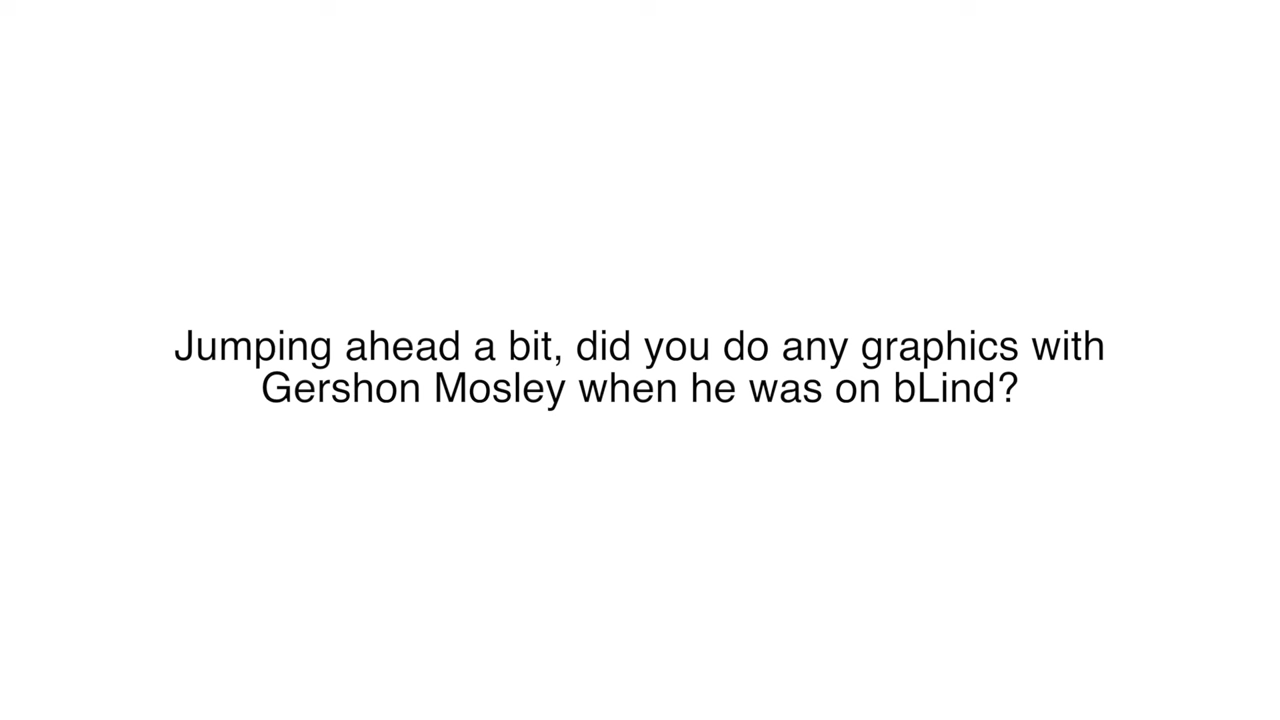 Jumping ahead a bit, did you do any graphics with
Gershon Mosley when he was on bLind?